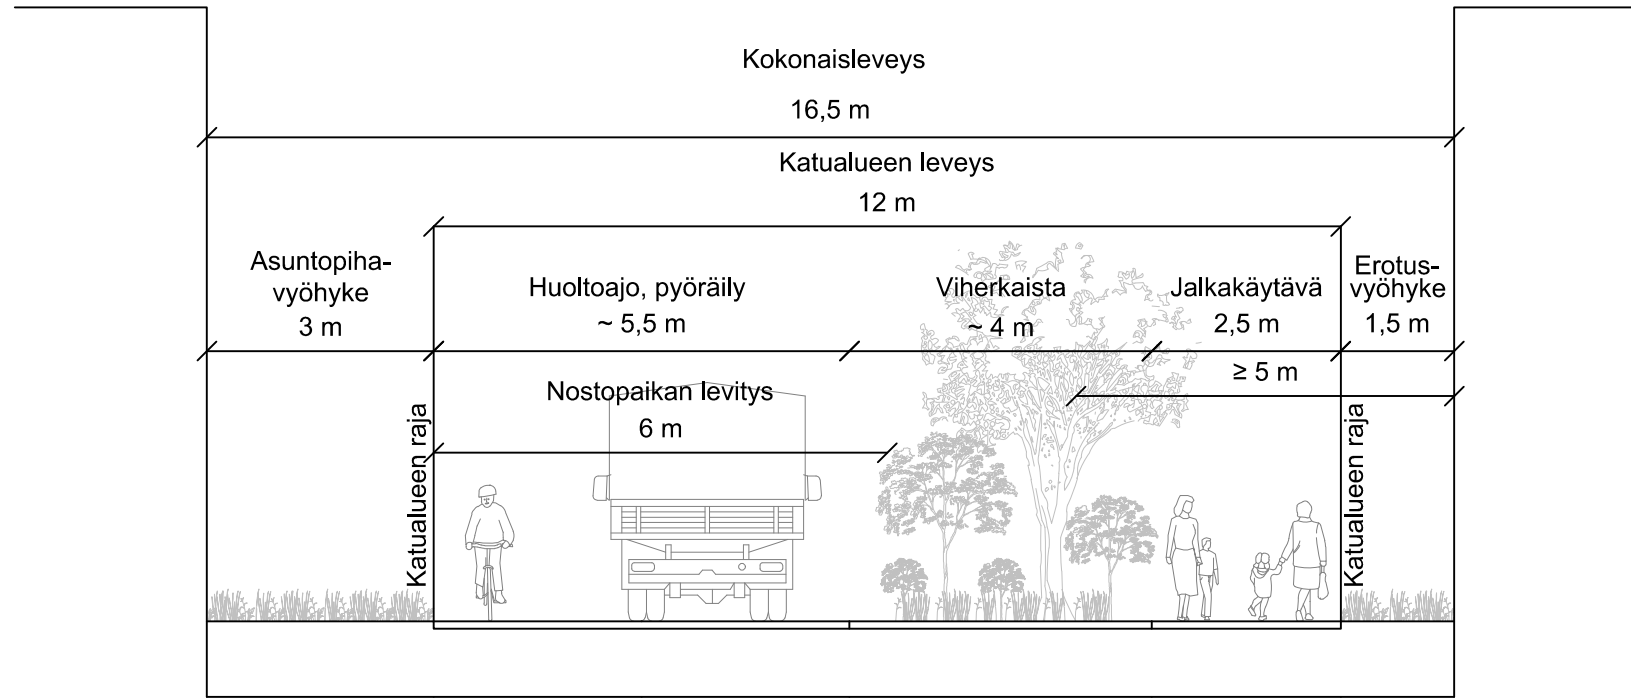 Kokonaisleveys
16,5 m
Katualueen leveys
12 m
Asuntopiha-
vyöhyke
3 m
Huoltoajo, pyöräily
~ 5,5 m
Viherkaista
~ 4 m
Jalkakäytävä
2,5 m
Erotus-
vyöhyke
1,5 m
≥ 5 m
Nostopaikan levitys
6 m
Katualueen raja
Katualueen raja